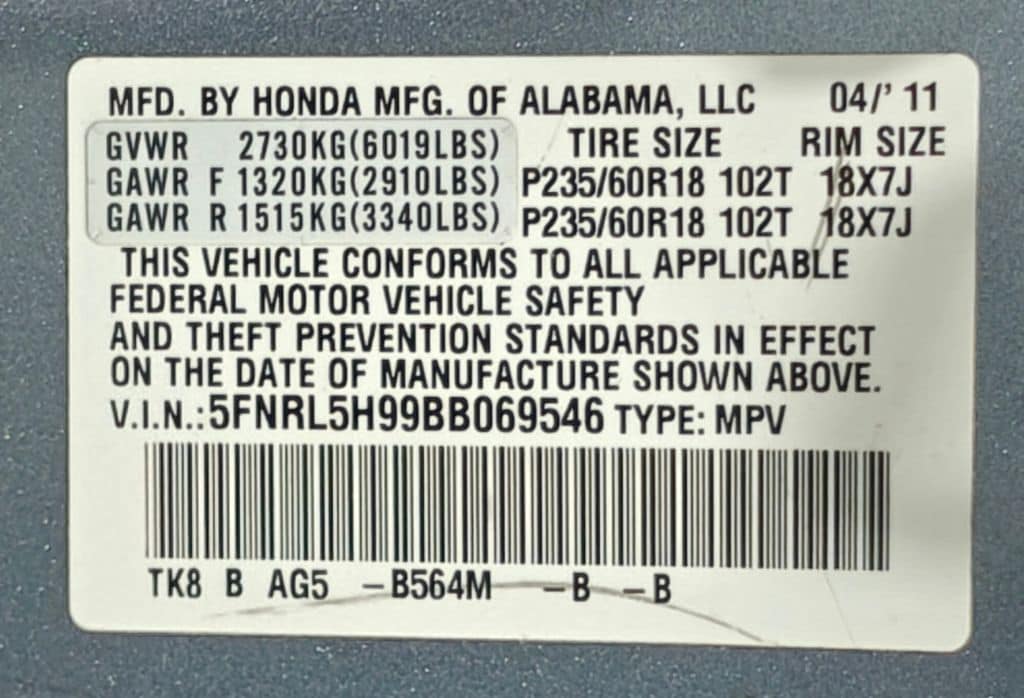 MFD. BY HONDA MFG. OF ALABAMA, LLC 04/' 11
GVWR 2730KG(6019LBS) TIRE SIZE RIM SIZE
GAWR F 1320KG(2910LBS) P235/60R18 102T 18X7J
GAWR R 1515KG(3340LBS) P235/60R18 102T 18X7J
THIS VEHICLE CONFORMS TO ALL APPLICABLE
FEDERAL MOTOR VEHICLE SAFETY
AND THEFT PREVENTION STANDARDS IN EFFECT
ON THE DATE OF MANUFACTURE SHOWN ABOVE.
V.I.N.:5FNRL5H99BB069546 TYPE: MPV
TK8 B AG5 -B564M -B -B